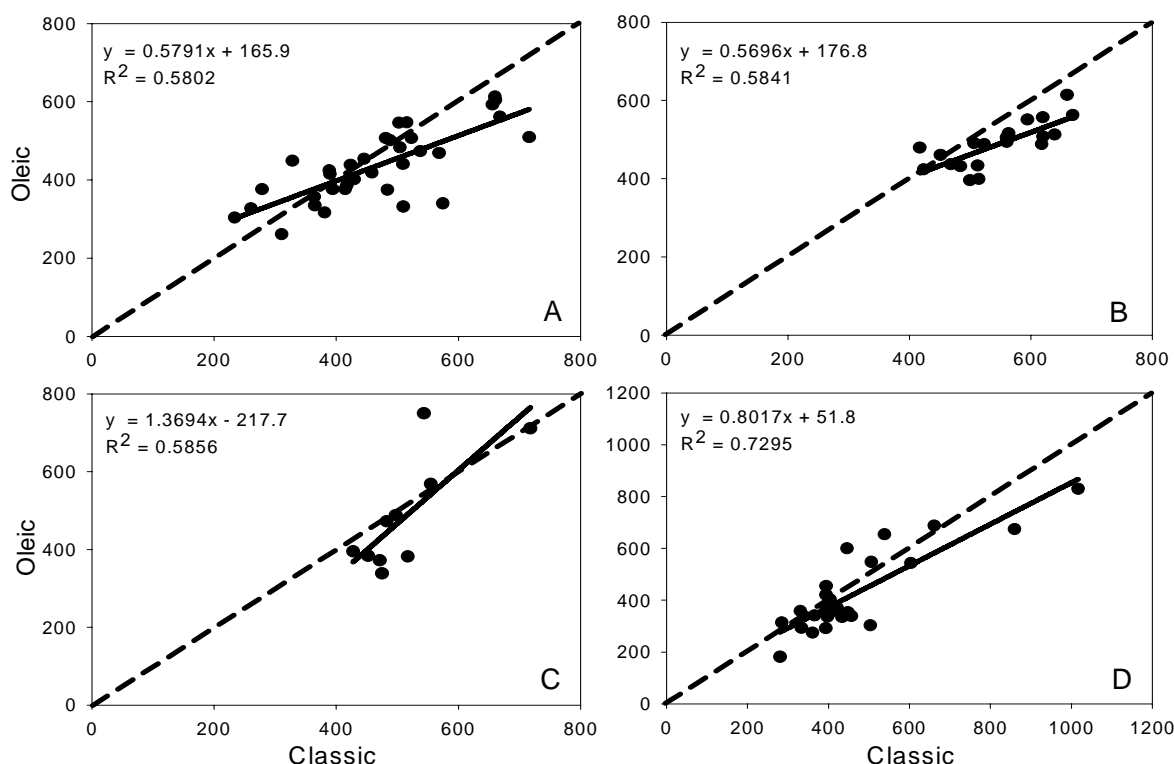 800
y = 0.5791x + 165.9
R2 = 0.5802
600
Oleic
400
200
A
0
0 200 400 600 800
800
y = 0.5696x + 176.8
R2 = 0.5841
600
400
200
B
0
0 200 400 600 800
800
y = 1.3694x - 217.7
R2 = 0.5856
600
Oleic
400
200
C
0
0 200 400 600 800
Classic
1200
y = 0.8017x + 51.8
R2 = 0.7295
1000
800
600
400
200
D
0
0 200 400 600 800 1000 1200
Classic